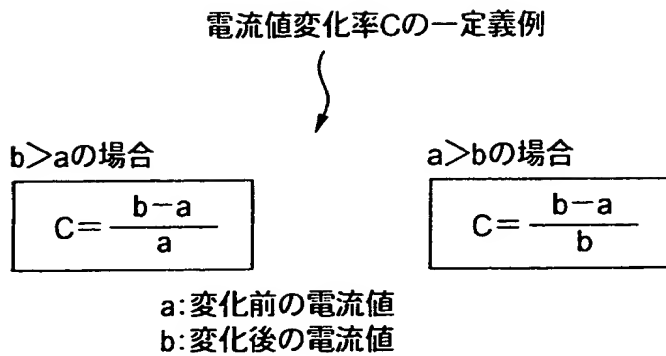 電流値変化率Cの一定義例
b>aの場合
C=(b-a)/a
a>bの場合
C=(b-a)/b
a:変化前の電流値
b:変化後の電流値